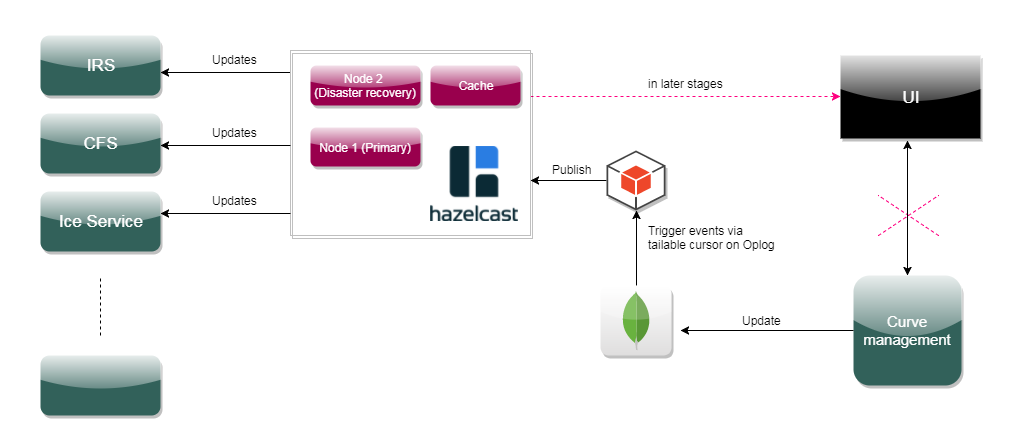 IRS
Updates
CFS
Updates
Ice Service
Updates
Node 2
(Disaster recovery)
Cache
Node 1 (Primary)
hazelcast
in later stages
UI
Publish
Trigger events via
tailable cursor on Oplog
Update
Curve
management